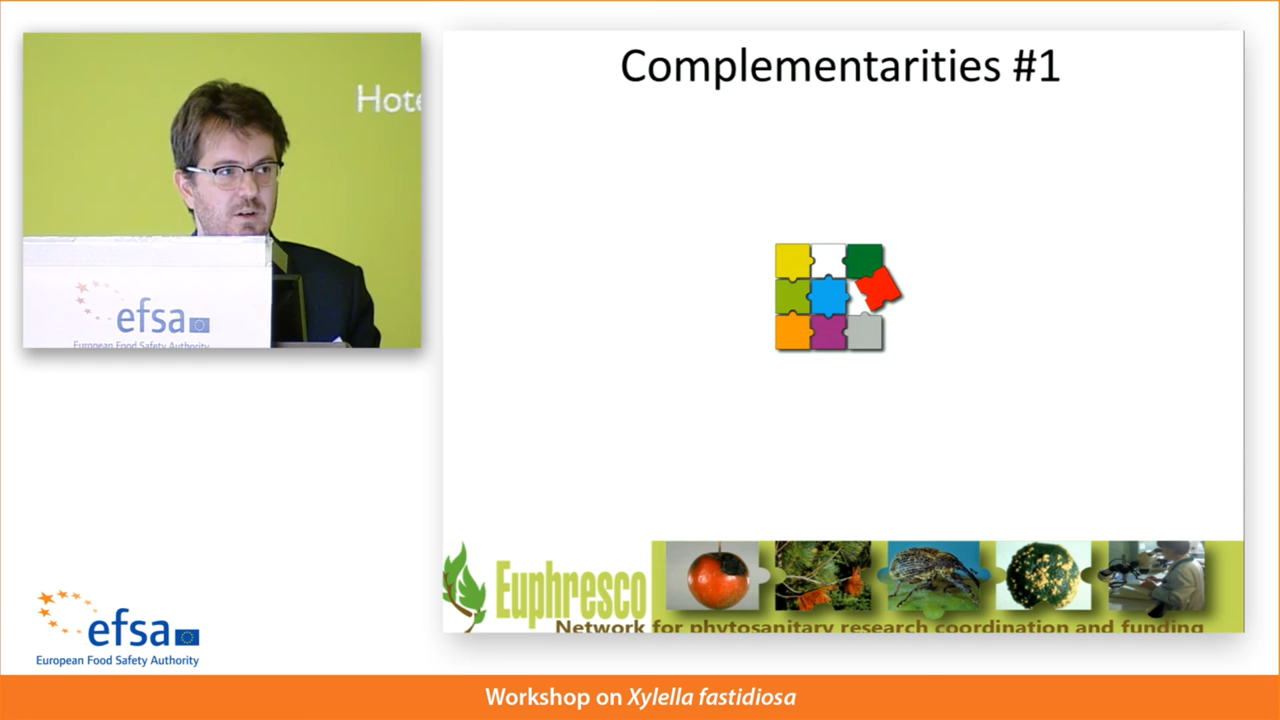 Complementarities #1
Hote
efsa
European Food Safety Authority
Euphresco
Network for phytosanitary research coordination and funding
efsa
European Food Safety Authority
Workshop on Xylella fastidiosa